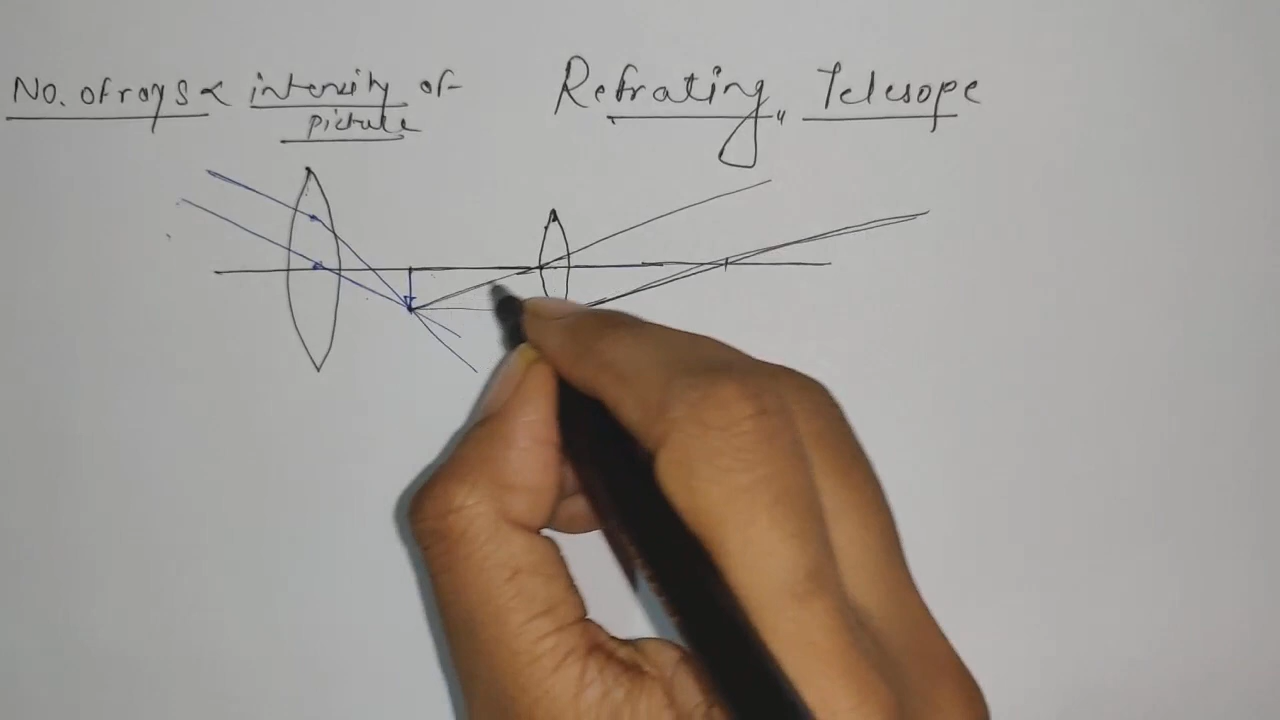 No. of rays ∝ intensity of
picture
Refrating Telesope